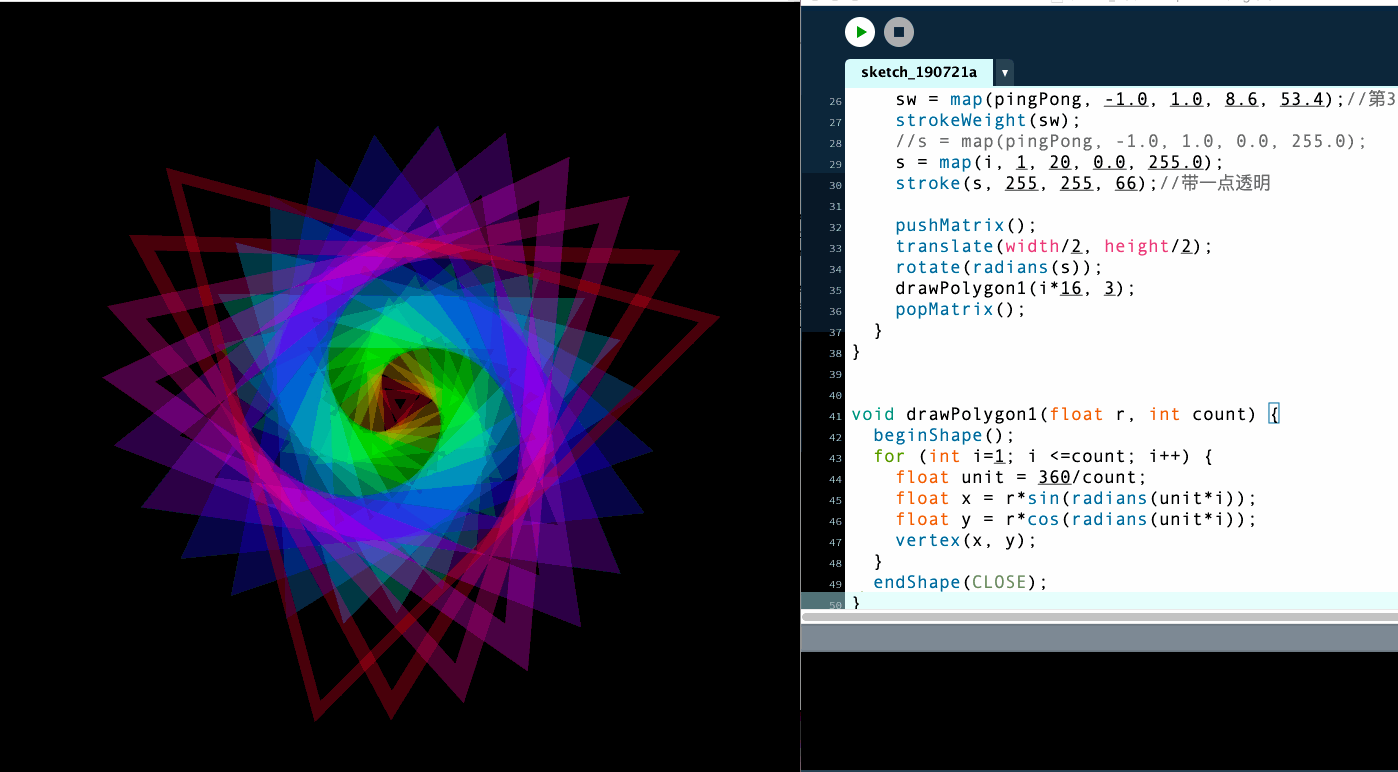 sketch_190721a
26 sw = map(pingPong, -1.0, 1.0, 8.6, 53.4);//第3
27 strokeWeight(sw);
28 //s = map(pingPong, -1.0, 1.0, 0.0, 255.0);
29 s = map(i, 1, 20, 0.0, 255.0);
30 stroke(s, 255, 255, 66);//带一点透明
31
32 pushMatrix();
33 translate(width/2, height/2);
34 rotate(radians(s));
35 drawPolygon1(i*16, 3);
36 popMatrix();
37 }
38 }
39
40
41 void drawPolygon1(float r, int count) {
42 beginShape();
43 for (int i=1; i <=count; i++) {
44 float unit = 360/count;
45 float x = r*sin(radians(unit*i));
46 float y = r*cos(radians(unit*i));
47 vertex(x, y);
48 }
49 endShape(CLOSE);
50 }